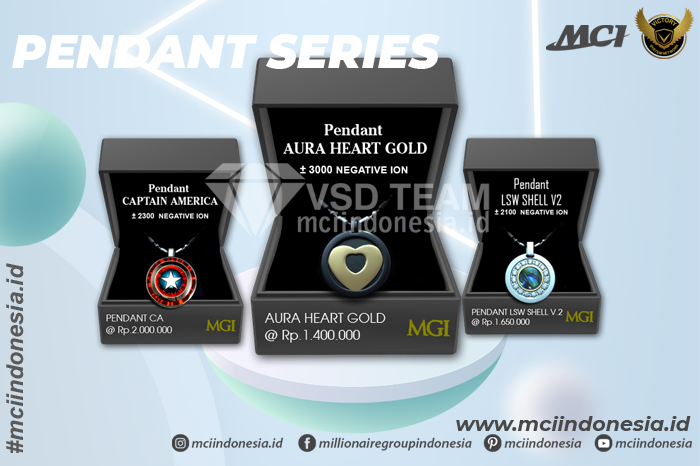 PENDANT SERIES
MCI
VICTORY
Pendant
CAPTAIN AMERICA
± 2300 NEGATIVE ION
PENDANT CA
@ Rp.2.000.000
MGI
Pendant
AURA HEART GOLD
± 3000 NEGATIVE ION
VSD TEAM
mciindonesia.id
AURA HEART GOLD
@ Rp.1.400.000
MGI
Pendant
LSW SHELL V2
± 2100 NEGATIVE ION
PENDANT LSW SHELL V.2
@ Rp.1.650.000
MGI
#mciindonesia.id
www.mciindonesia.id
mciindonesia.id
millionairegroupindonesia
mciindonesia.id
mciindonesia.id